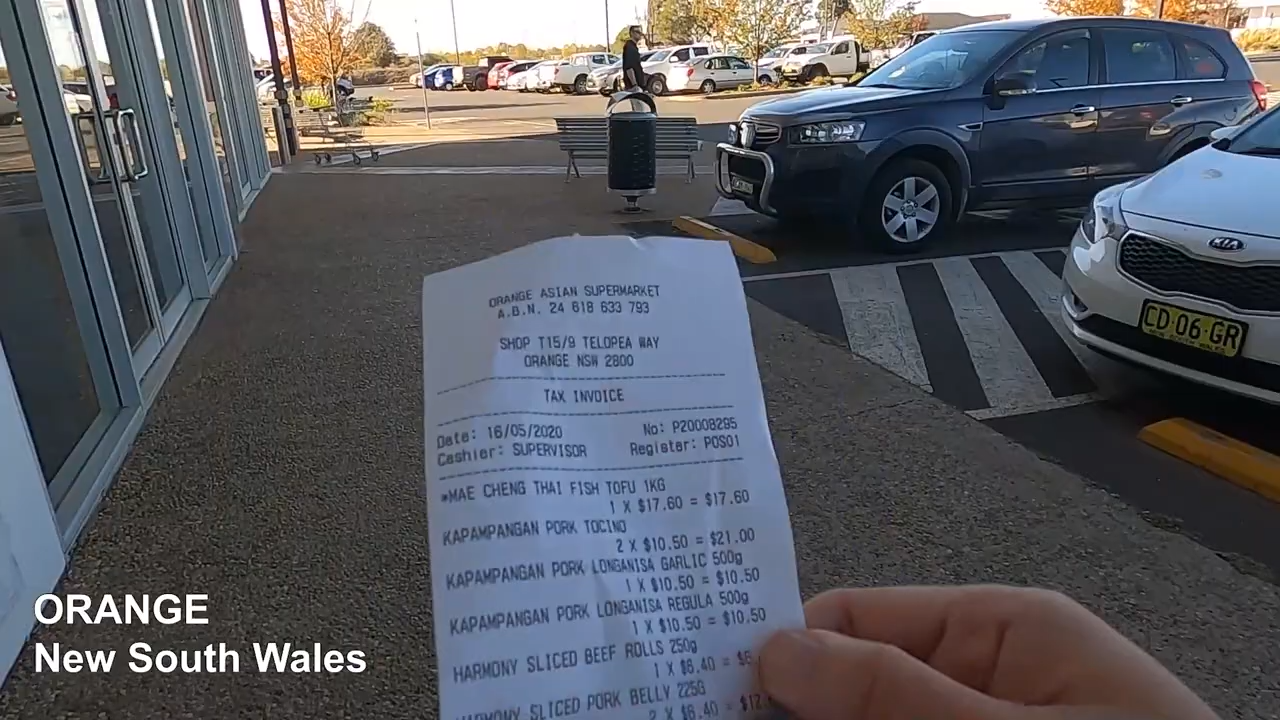 ORANGE ASIAN SUPERMARKET
A.B.N. 24 618 633 793
SHOP T15/9 TELOPEA WAY
ORANGE NSW 2800
TAX INVOICE
Date: 16/05/2020 No: P20008295
Cashier: SUPERVISOR Register: POS01
*MAE CHENG THAI FISH TOFU 1KG
1 X $17.60 = $17.60
KAPAMPANGAN PORK TOCINO
2 X $10.50 = $21.00
KAPAMPANGAN PORK LONGANISA GARLIC 500g
1 X $10.50 = $10.50
KAPAMPANGAN PORK LONGANISA REGULA 500g
1 X $10.50 = $10.50
HARMONY SLICED BEEF ROLLS 250g
1 X $6.40 =
HARMONY SLICED PORK BELLY 225G
2 X $6.40 =
KIA
CD·06·GR
NEW SOUTH WALES
ORANGE
New South Wales